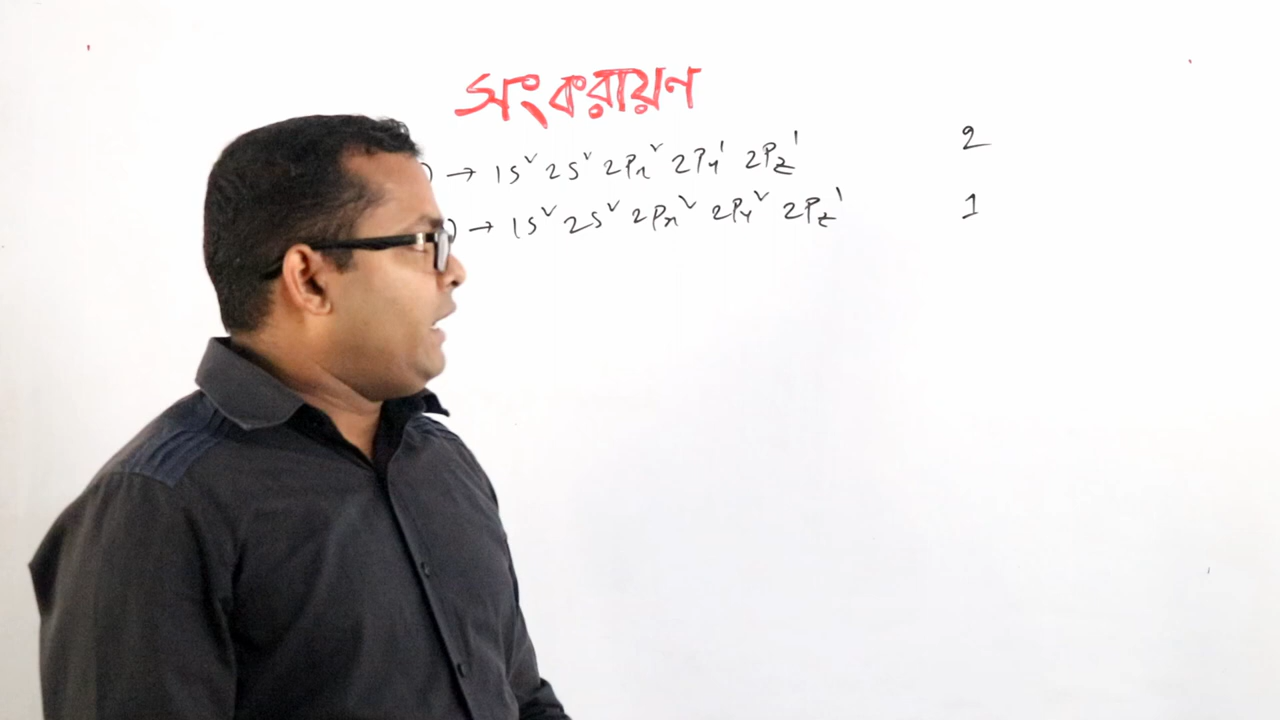 সংকরায়ন
) → 1s² 2s² 2Px² 2Py¹ 2Pz¹ 2
) → 1s² 2s² 2Px² 2Py² 2Pz¹ 1